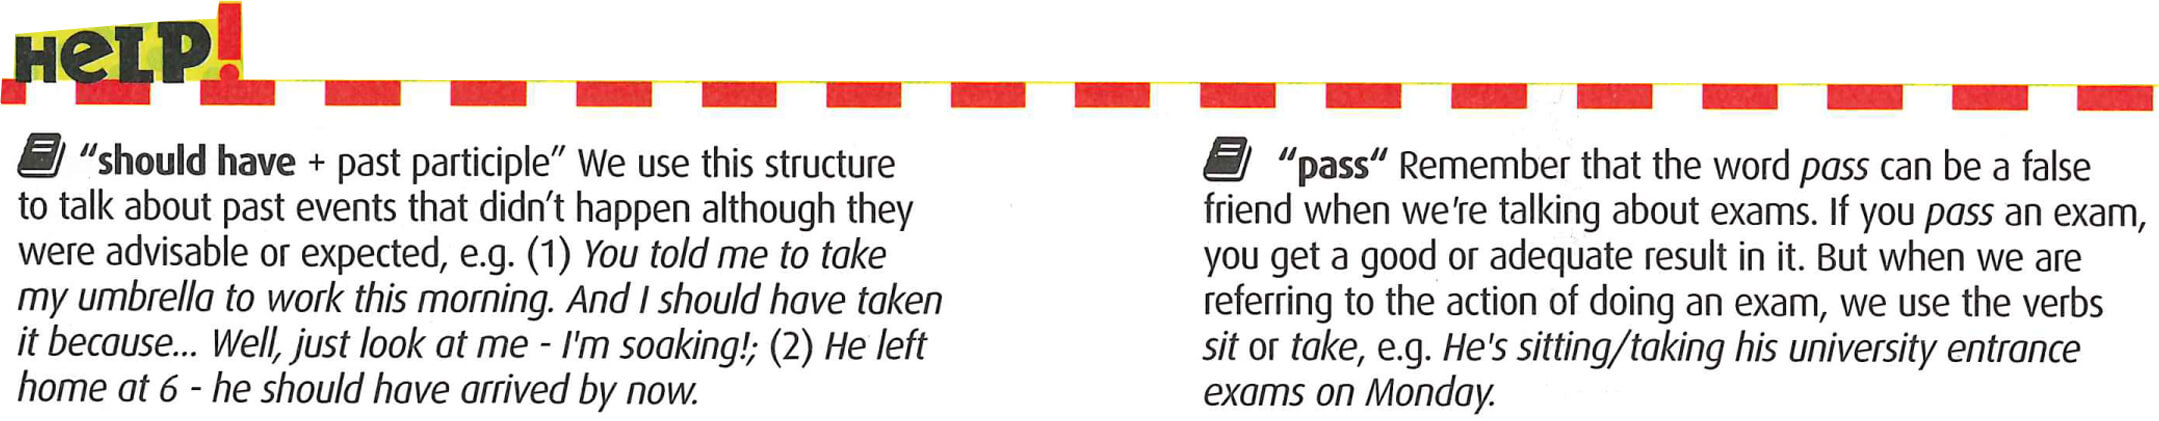 HeLP!
“should have + past participle” We use this structure
to talk about past events that didn’t happen although they
were advisable or expected, e.g. (1) You told me to take
my umbrella to work this morning. And I should have taken
it because... Well, just look at me - I'm soaking!; (2) He left
home at 6 - he should have arrived by now.
“pass“ Remember that the word pass can be a false
friend when we're talking about exams. If you pass an exam,
you get a good or adequate result in it. But when we are
referring to the action of doing an exam, we use the verbs
sit or take, e.g. He's sitting/taking his university entrance
exams on Monday.